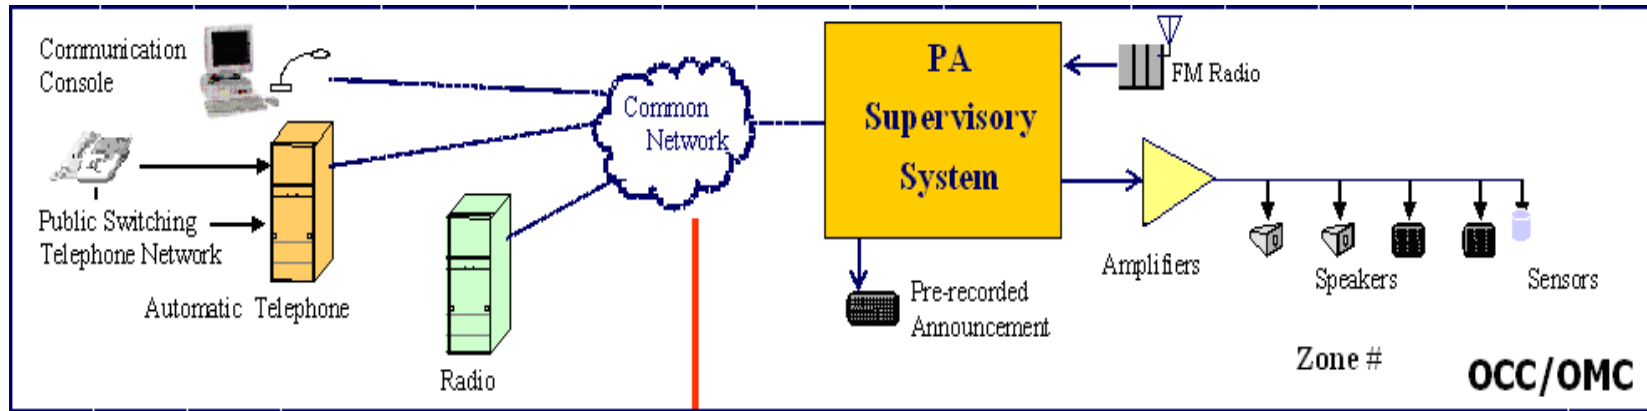 Communication
Console
Public Switching
Telephone Network
Automatic Telephone
Radio
Common
Network
PA
Supervisory
System
FM Radio
Pre-recorded
Announcement
Amplifiers
Speakers
Sensors
Zone #
OCC/OMC